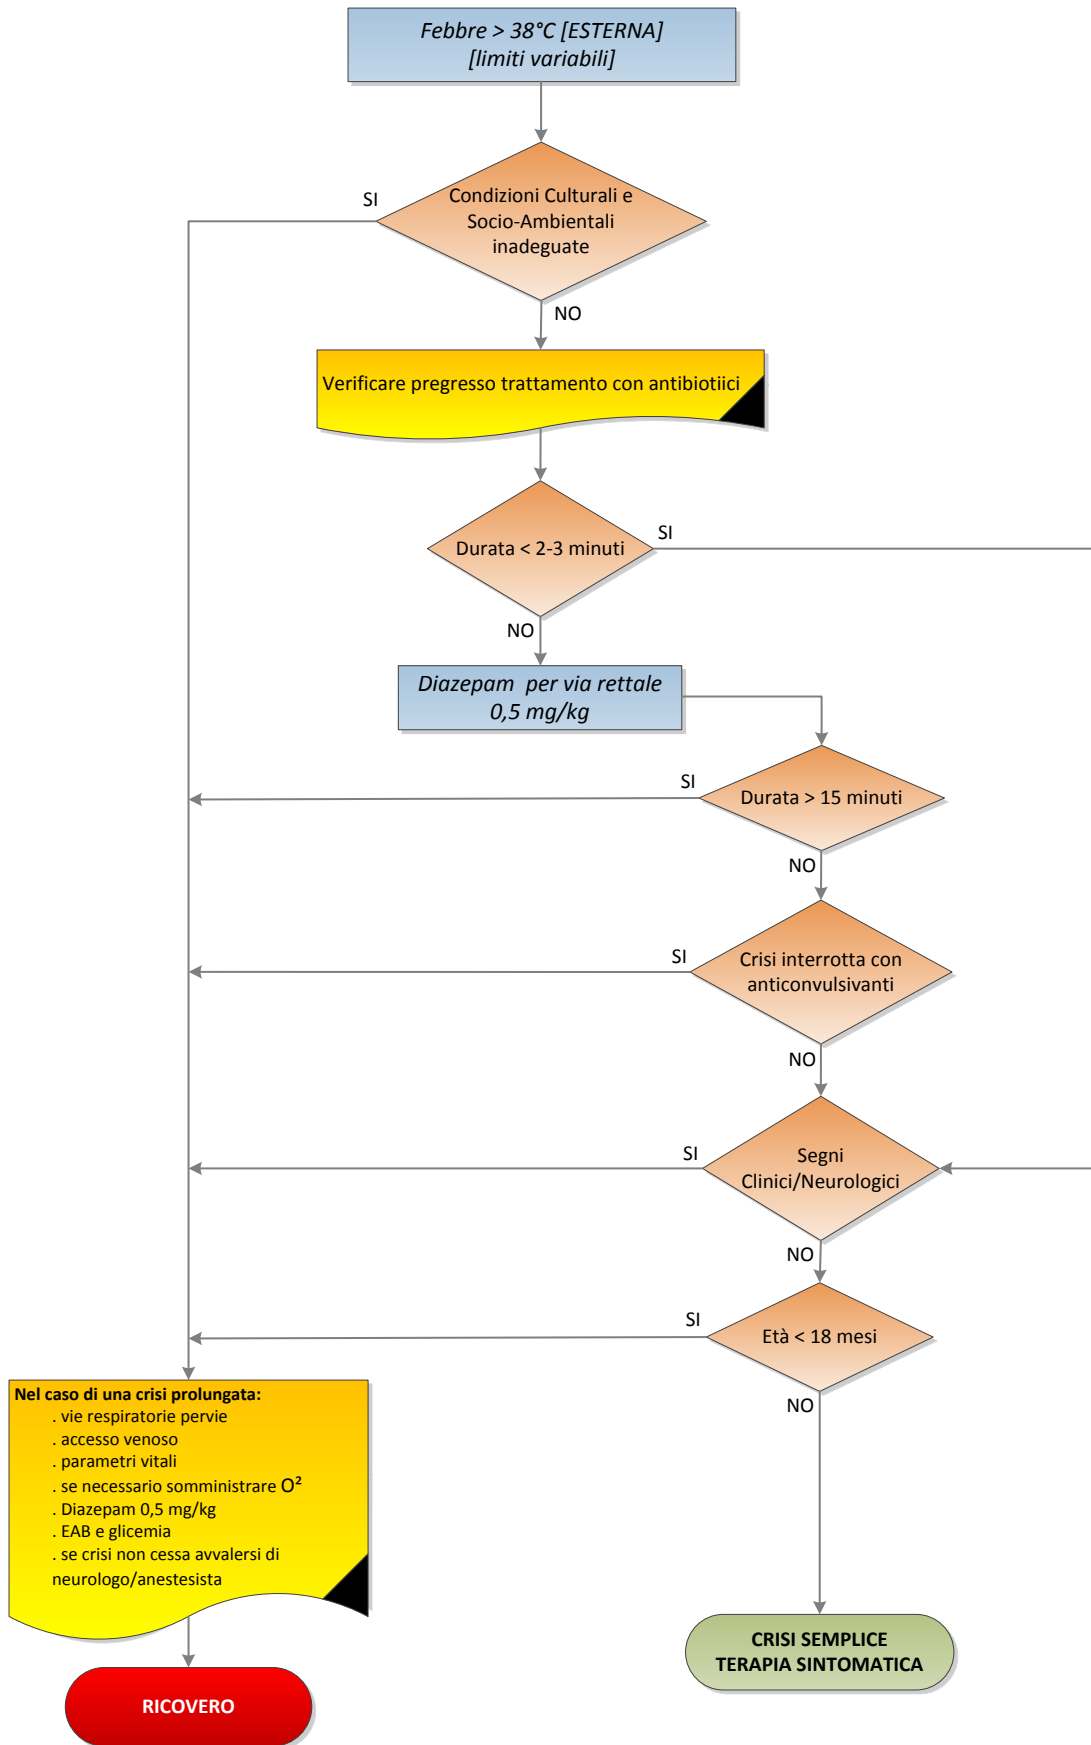 Febbre > 38°C [ESTERNA]
[limiti variabili]
SI
Condizioni Culturali e
Socio-Ambientali
inadeguate
NO
Verificare pregresso trattamento con antibiotiici
Durata < 2-3 minuti
SI
NO
Diazepam per via rettale
0,5 mg/kg
SI
Durata > 15 minuti
NO
SI
Crisi interrotta con
anticonvulsivanti
NO
SI
Segni
Clinici/Neurologici
NO
SI
Età < 18 mesi
NO
Nel caso di una crisi prolungata:
. vie respiratorie pervie
. accesso venoso
. parametri vitali
. se necessario somministrare O²
. Diazepam 0,5 mg/kg
. EAB e glicemia
. se crisi non cessa avvalersi di
neurologo/anestesista
CRISI SEMPLICE
TERAPIA SINTOMATICA
RICOVERO